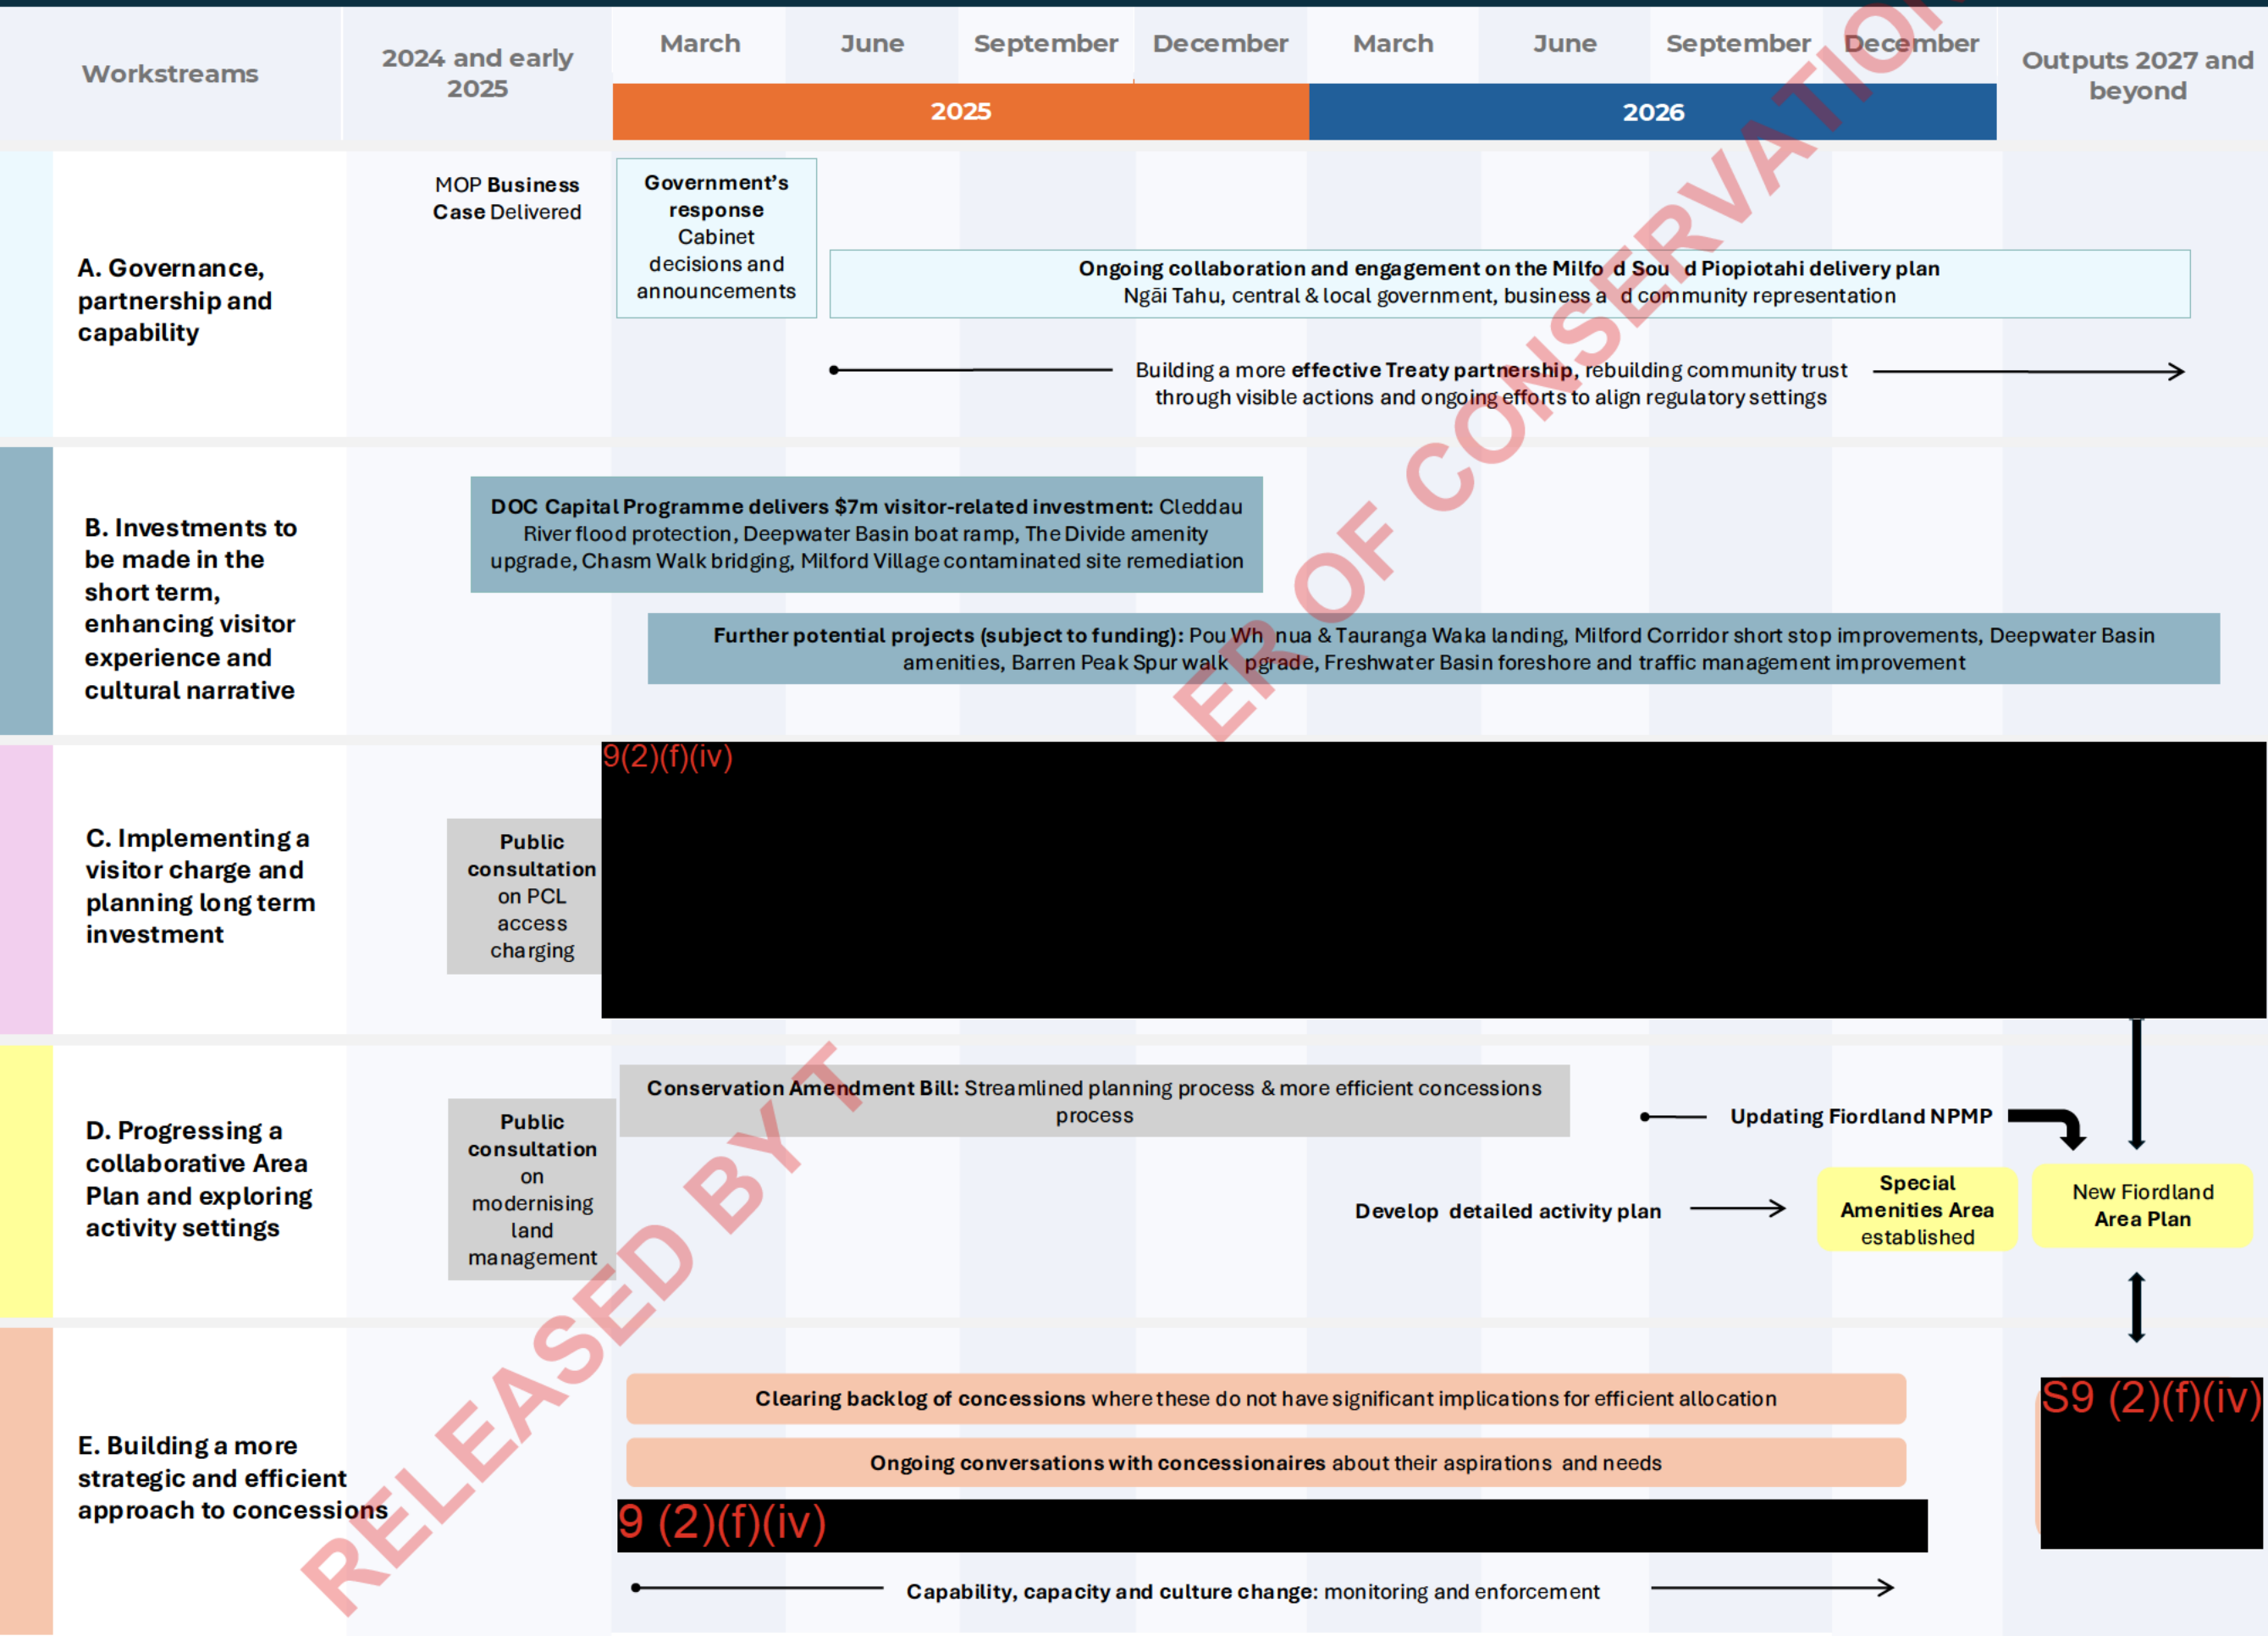 Workstreams
2024 and early
2025
March
June
September
December
March
June
September
December
2025
2026
Outputs 2027 and
beyond
A. Governance,
partnership and
capability
MOP Business
Case Delivered
Government's
response
Cabinet
decisions and
announcements
Ongoing collaboration and engagement on the Milfo d Sou d Piopiotahi delivery plan
Ngāi Tahu, central & local government, business a d community representation
Building a more effective Treaty partnership, rebuilding community trust
through visible actions and ongoing efforts to align regulatory settings
B. Investments to
be made in the
short term,
enhancing visitor
experience and
cultural narrative
DOC Capital Programme delivers $7m visitor-related investment: Cleddau
River flood protection, Deepwater Basin boat ramp, The Divide amenity
upgrade, Chasm Walk bridging, Milford Village contaminated site remediation
Further potential projects (subject to funding): Pou Wh nua & Tauranga Waka landing, Milford Corridor short stop improvements, Deepwater Basin
amenities, Barren Peak Spur walk pgrade, Freshwater Basin foreshore and traffic management improvement
C. Implementing a
visitor charge and
planning long term
investment
Public
consultation
on PCL
access
charging
9(2)(f)(iv)
D. Progressing a
collaborative Area
Plan and exploring
activity settings
Public
consultation
on
modernising
land
management
Conservation Amendment Bill: Streamlined planning process & more efficient concessions
process
Updating Fiordland NPMP
Develop detailed activity plan
Special
Amenities Area
established
New Fiordland
Area Plan
E. Building a more
strategic and efficient
approach to concessions
Clearing backlog of concessions where these do not have significant implications for efficient allocation
Ongoing conversations with concessionaires about their aspirations and needs
9 (2)(f)(iv)
S9 (2)(f)(iv)
Capability, capacity and culture change: monitoring and enforcement
RELEASED BY T ER OF CONSERVATION